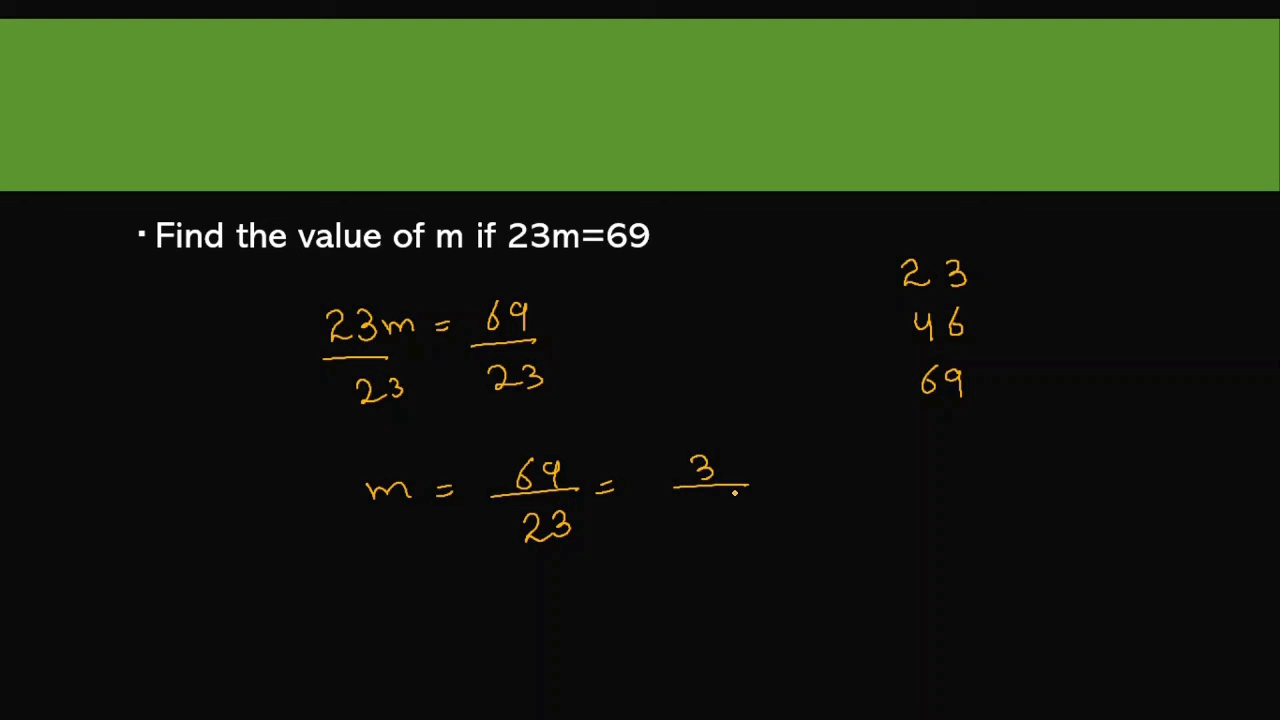 · Find the value of m if 23m=69
23m = 69
23 23
m = 69 = 3
23
23
46
69